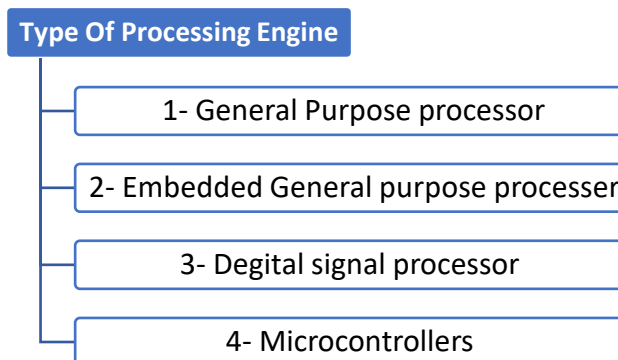 Type Of Processing Engine
1- General Purpose processor
2- Embedded General purpose processer
3- Degital signal processor
4- Microcontrollers